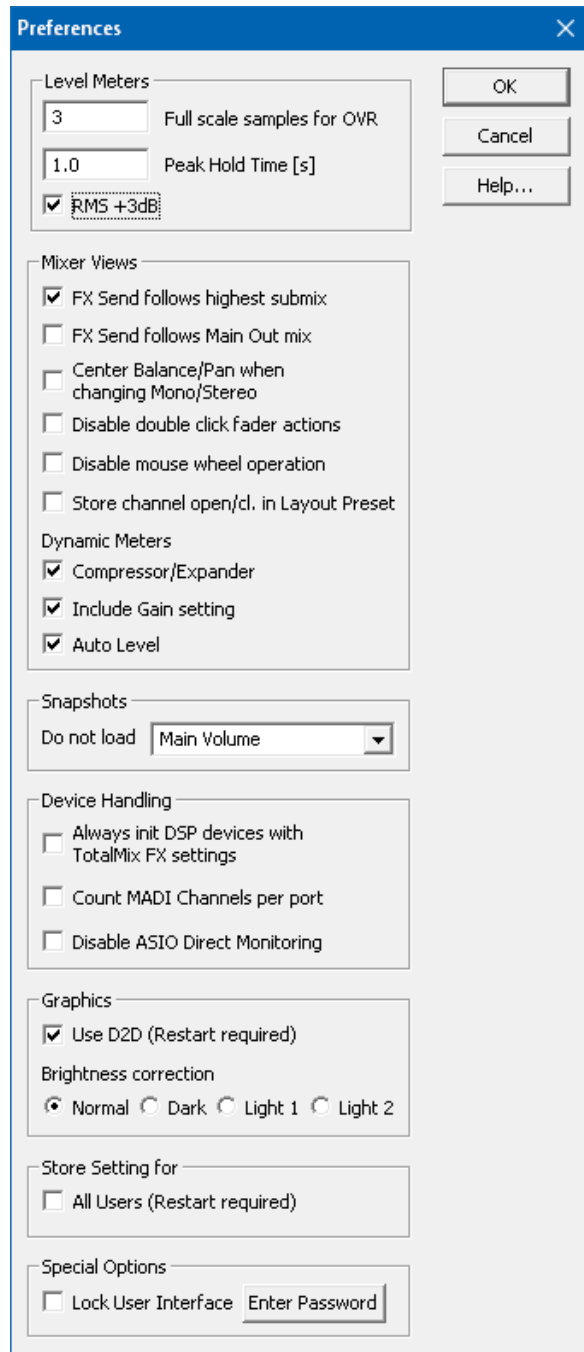 Preferences
Level Meters
3 Full scale samples for OVR
1.0 Peak Hold Time [s]
RMS +3dB
OK
Cancel
Help...
Mixer Views
FX Send follows highest submix
FX Send follows Main Out mix
Center Balance/Pan when
changing Mono/Stereo
Disable double click fader actions
Disable mouse wheel operation
Store channel open/cl. in Layout Preset
Dynamic Meters
Compressor/Expander
Include Gain setting
Auto Level
Snapshots
Do not load Main Volume
Device Handling
Always init DSP devices with
TotalMix FX settings
Count MADI Channels per port
Disable ASIO Direct Monitoring
Graphics
Use D2D (Restart required)
Brightness correction
Normal Dark Light 1 Light 2
Store Setting for
All Users (Restart required)
Special Options
Lock User Interface Enter Password